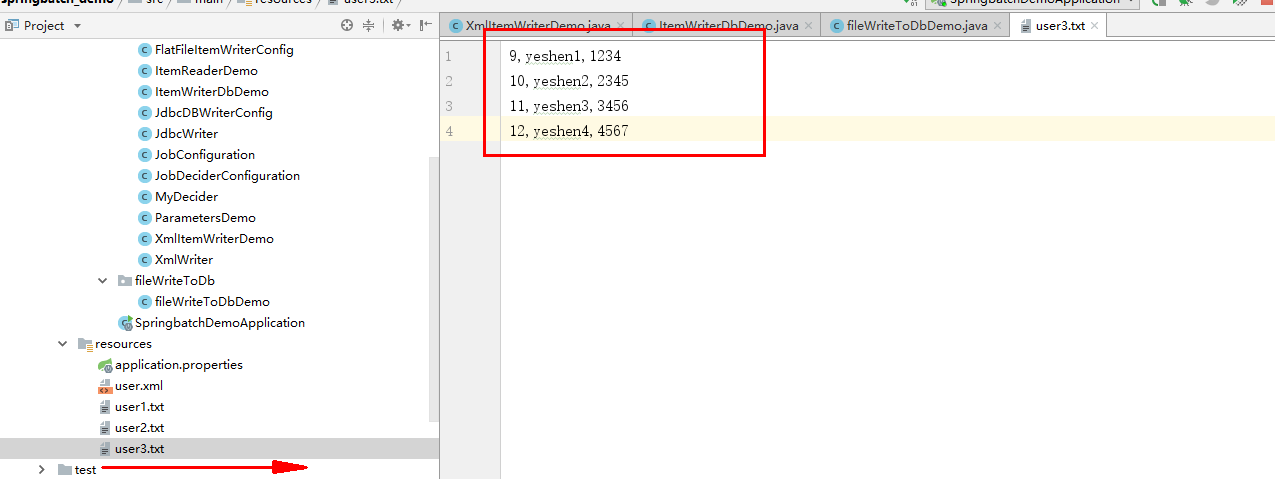 springbatch_demo src main resources user3.txt SpringbatchDemoApplication
Project
XmlItemWriterDemo.java ItemWriterDbDemo.java fileWriteToDbDemo.java user3.txt
FlatFileItemWriterConfig
ItemReaderDemo
ItemWriterDbDemo
JdbcDBWriterConfig
JdbcWriter
JobConfiguration
JobDeciderConfiguration
MyDecider
ParametersDemo
XmlItemWriterDemo
XmlWriter
fileWriteToDb
fileWriteToDbDemo
SpringbatchDemoApplication
resources
application.properties
user.xml
user1.txt
user2.txt
user3.txt
test
1 9,yeshen1,1234
2 10,yeshen2,2345
3 11,yeshen3,3456
4 12,yeshen4,4567